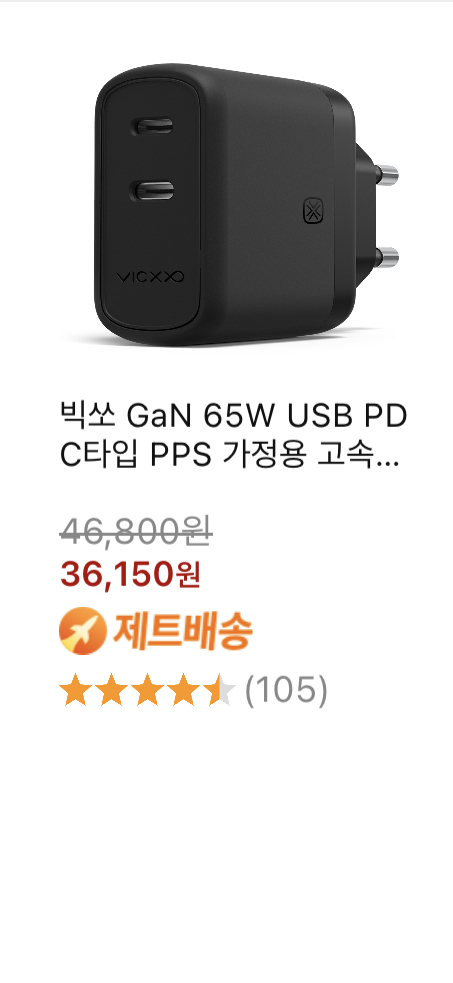 VICXXO
빅쏘 GaN 65W USB PD
C타입 PPS 가정용 고속...
46,800원
36,150원
제트배송
(105)